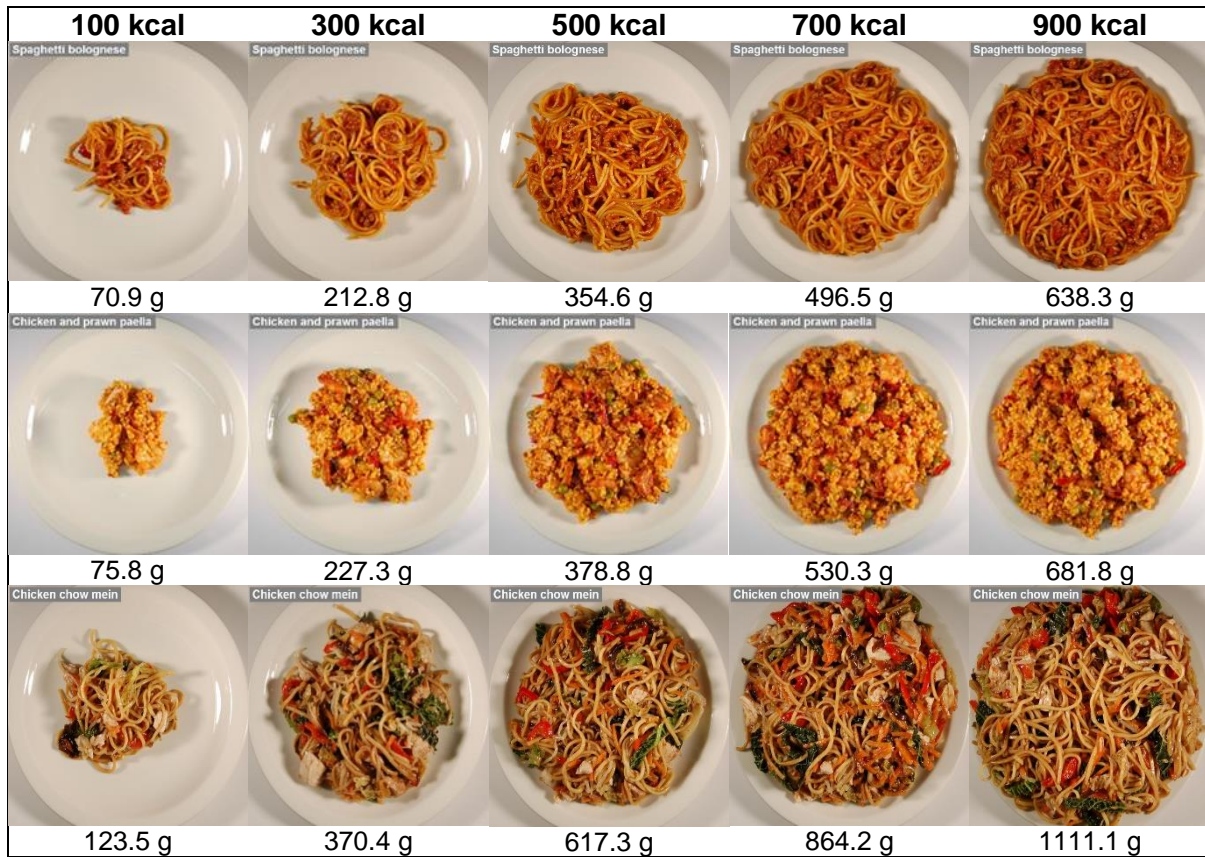 100 kcal 300 kcal 500 kcal 700 kcal 900 kcal
Spaghetti bolognese Spaghetti bolognese Spaghetti bolognese Spaghetti bolognese Spaghetti bolognese
70.9 g 212.8 g 354.6 g 496.5 g 638.3 g
Chicken and prawn paella Chicken and prawn paella Chicken and prawn paella Chicken and prawn paella Chicken and prawn paella
75.8 g 227.3 g 378.8 g 530.3 g 681.8 g
Chicken chow mein Chicken chow mein Chicken chow mein Chicken chow mein Chicken chow mein
123.5 g 370.4 g 617.3 g 864.2 g 1111.1 g